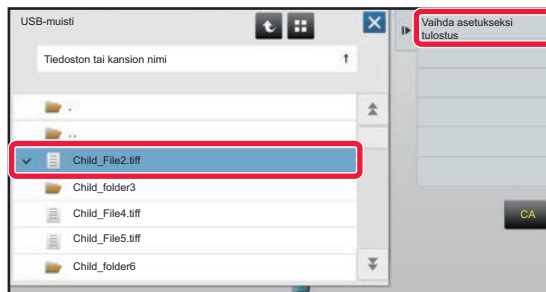 USB-muisti
Vaihda asetukseksi
tulostus
Tiedoston tai kansion nimi
.
..
Child_File2.tiff
Child_folder3
Child_File4.tiff
Child_File5.tiff
Child_folder6
CA